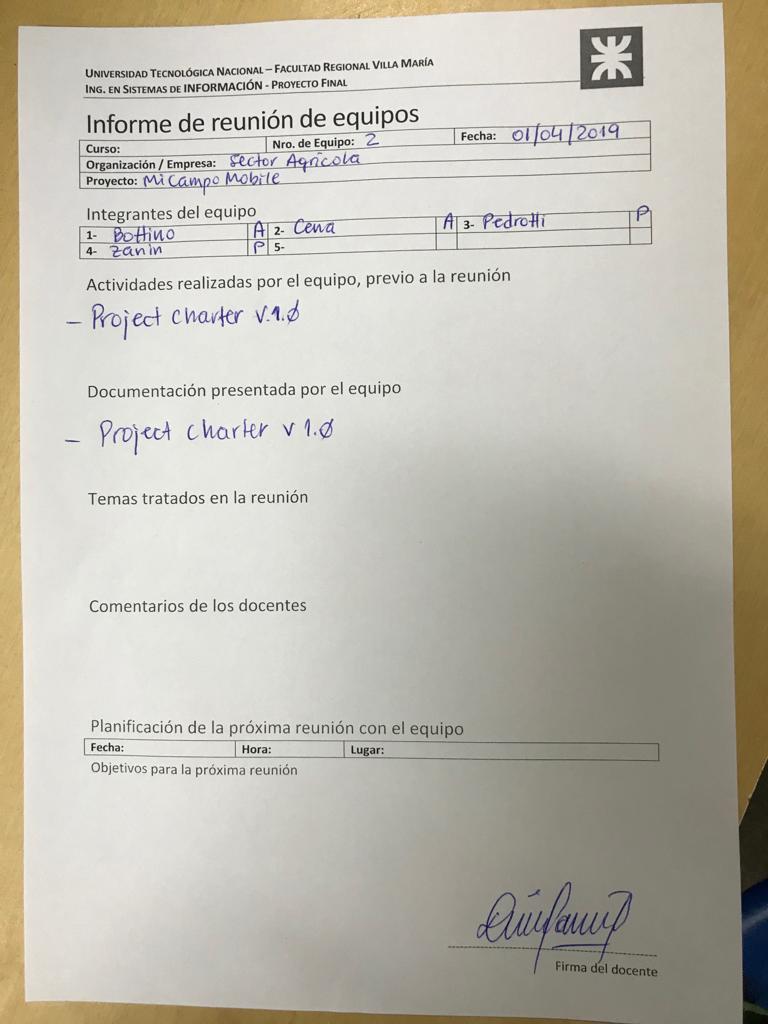 UNIVERSIDAD TECNOLÓGICA NACIONAL – FACULTAD REGIONAL VILLA MARÍA
ING. EN SISTEMAS DE INFORMACIÓN - PROYECTO FINAL
Informe de reunión de equipos
Curso: Nro. de Equipo: 2 Fecha: 01/04/2019
Organización / Empresa: Sector Agrícola
Proyecto: Mi Campo Mobile
Integrantes del equipo
1- Bottino A 2- Cena A 3- Pedrotti P
4- Zanin P 5-
Actividades realizadas por el equipo, previo a la reunión
- Project charter v.1.0
Documentación presentada por el equipo
- Project charter v 1.0
Temas tratados en la reunión
Comentarios de los docentes
Planificación de la próxima reunión con el equipo
Fecha: Hora: Lugar:
Objetivos para la próxima reunión
Firma del docente